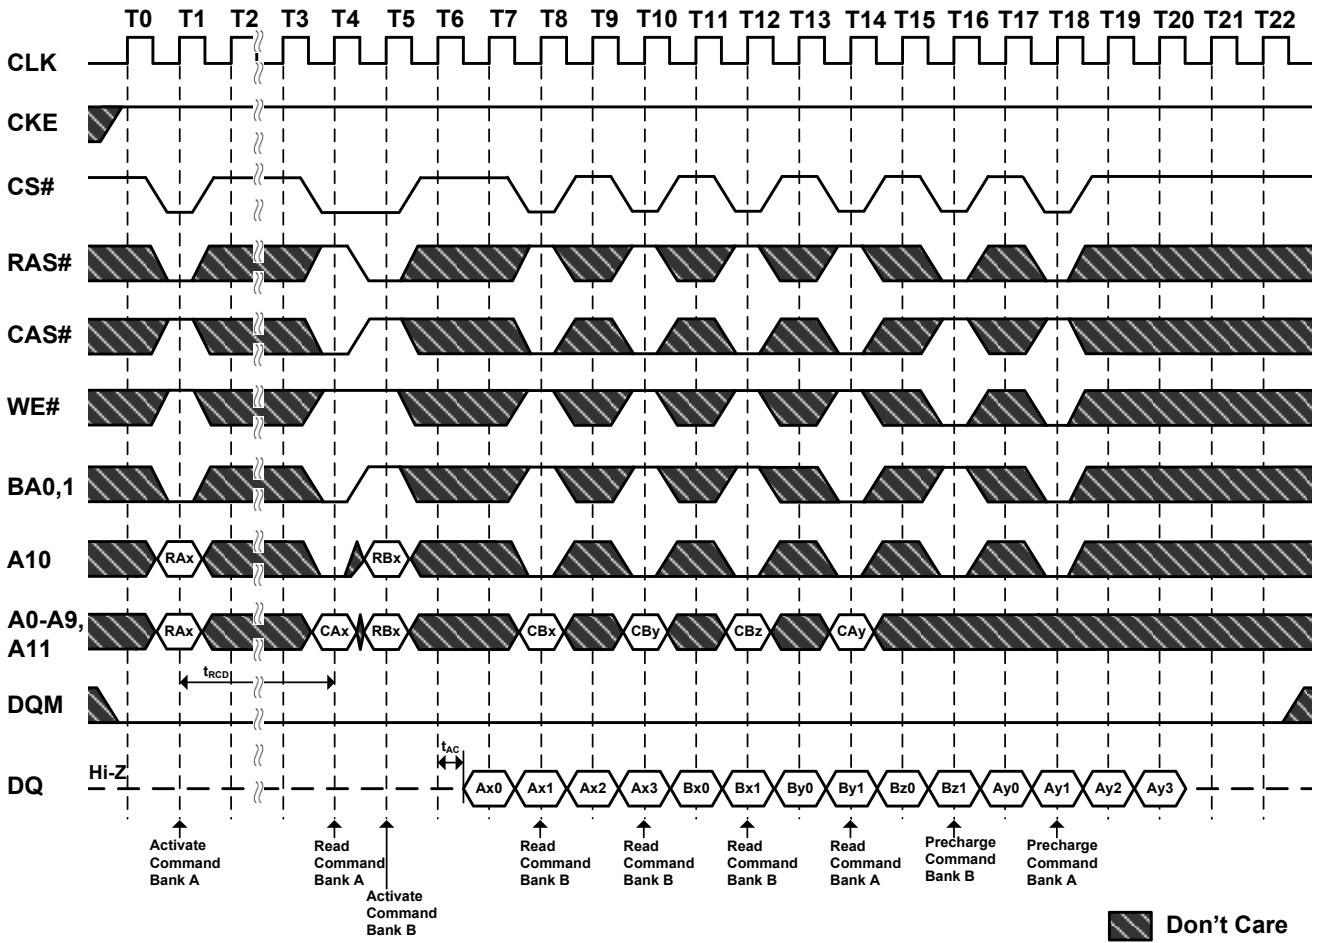 T0 T1 T2 T3 T4 T5 T6 T7 T8 T9 T10 T11 T12 T13 T14 T15 T16 T17 T18 T19 T20 T21 T22
CLK
CKE
CS#
RAS#
CAS#
WE#
BA0,1
A10
RAx RBx
A0-A9,
A11
RAx CAx RBx CBx CBy CBz CAy
tRCD
DQM
tAC
Hi-Z
DQ
Ax0 Ax1 Ax2 Ax3 Bx0 Bx1 By0 By1 Bz0 Bz1 Ay0 Ay1 Ay2 Ay3
Activate
Command
Bank A
Read
Command
Bank A
Activate
Command
Bank B
Read
Command
Bank B
Read
Command
Bank B
Read
Command
Bank B
Read
Command
Bank A
Precharge
Command
Bank B
Precharge
Command
Bank A
Don't Care